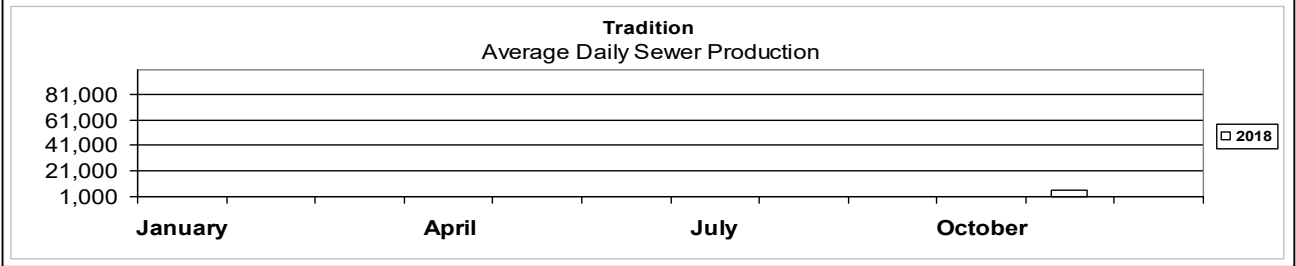 Tradition
Average Daily Sewer Production
81,000
61,000
41,000
21,000
1,000
January April July October
2018